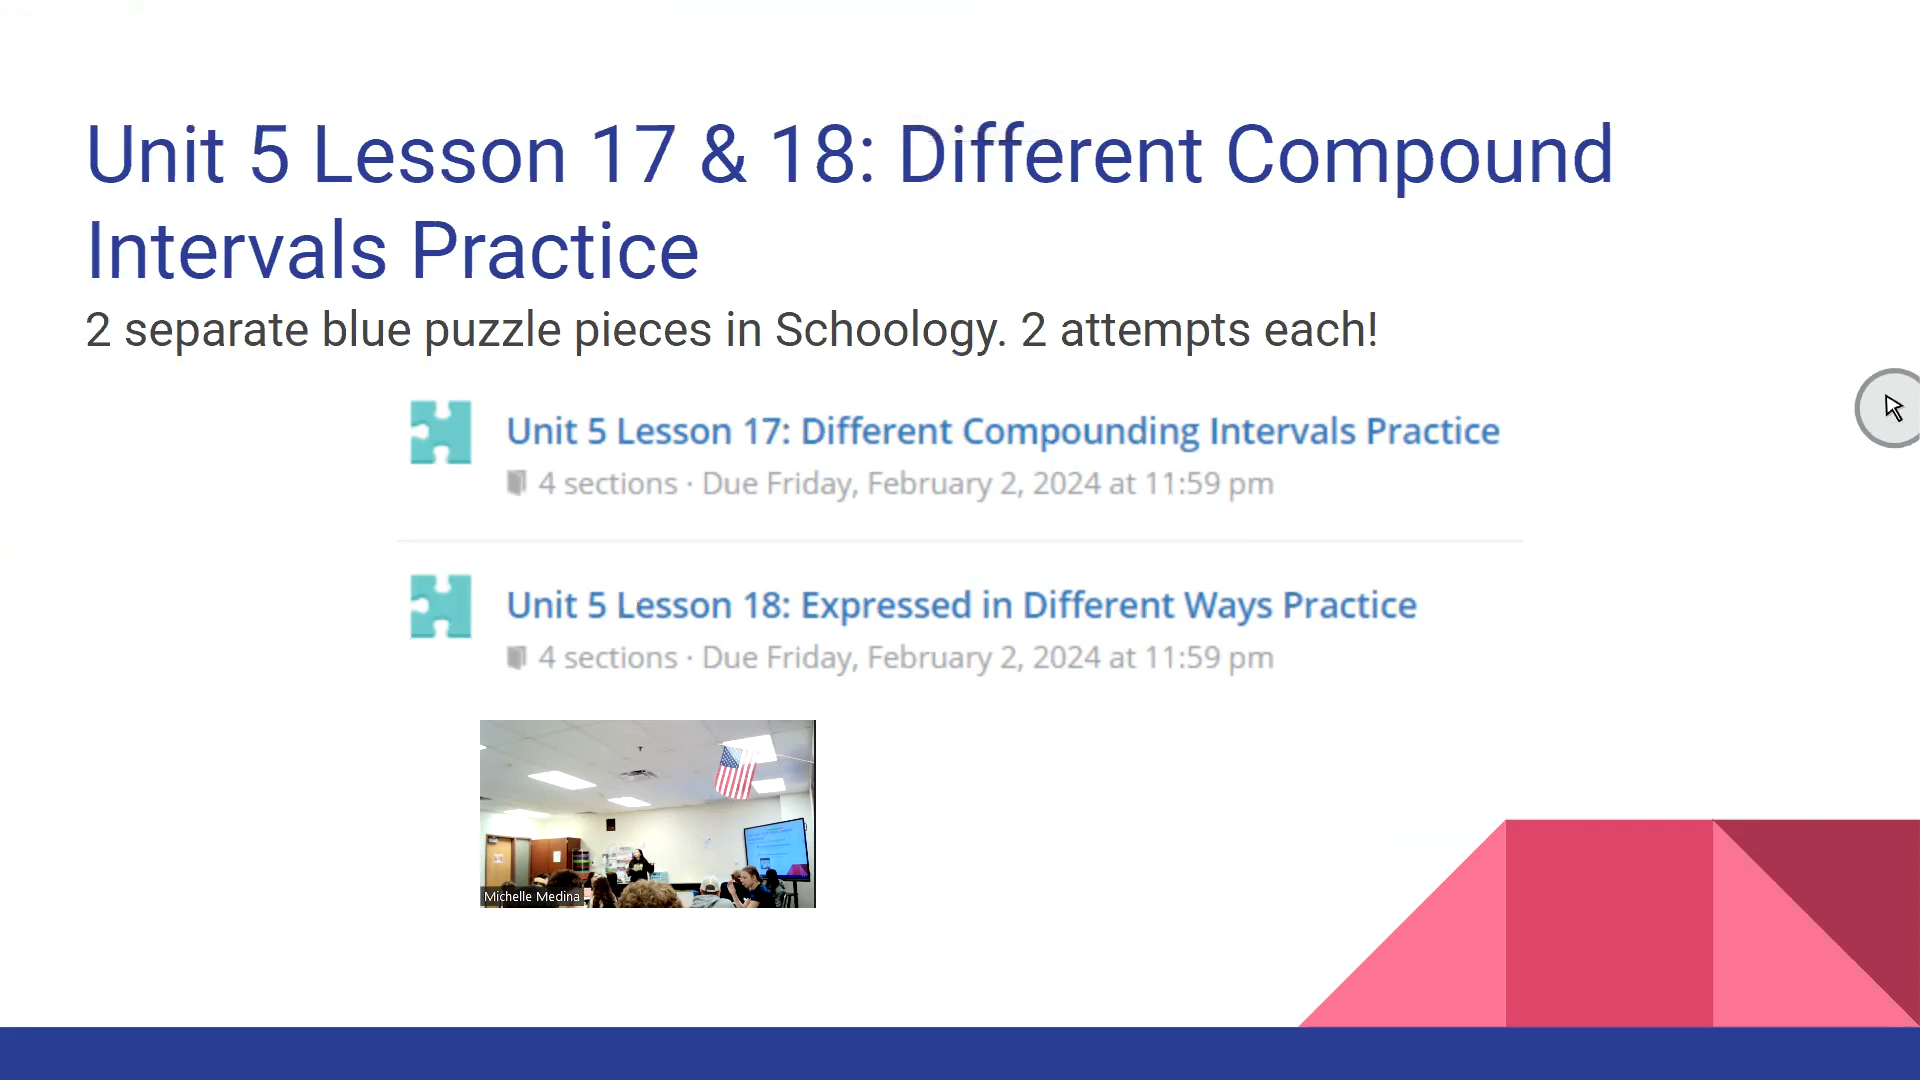 Unit 5 Lesson 17 & 18: Different Compound
Intervals Practice
2 separate blue puzzle pieces in Schoology. 2 attempts each!
Unit 5 Lesson 17: Different Compounding Intervals Practice
4 sections · Due Friday, February 2, 2024 at 11:59 pm
Unit 5 Lesson 18: Expressed in Different Ways Practice
4 sections · Due Friday, February 2, 2024 at 11:59 pm
Michelle Medina